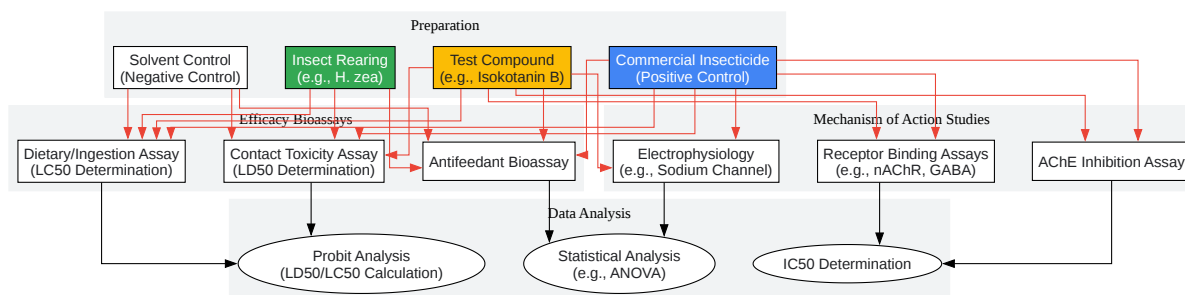 Preparation
Solvent Control
(Negative Control)
Insect Rearing
(e.g., H. zea)
Test Compound
(e.g., Isokotanin B)
Commercial Insecticide
(Positive Control)
Efficacy Bioassays
Mechanism of Action Studies
Dietary/Ingestion Assay
(LC50 Determination)
Contact Toxicity Assay
(LD50 Determination)
Antifeedant Bioassay
Electrophysiology
(e.g., Sodium Channel)
Receptor Binding Assays
(e.g., nAChR, GABA)
AChE Inhibition Assay
Data Analysis
Probit Analysis
(LD50/LC50 Calculation)
Statistical Analysis
(e.g., ANOVA)
IC50 Determination